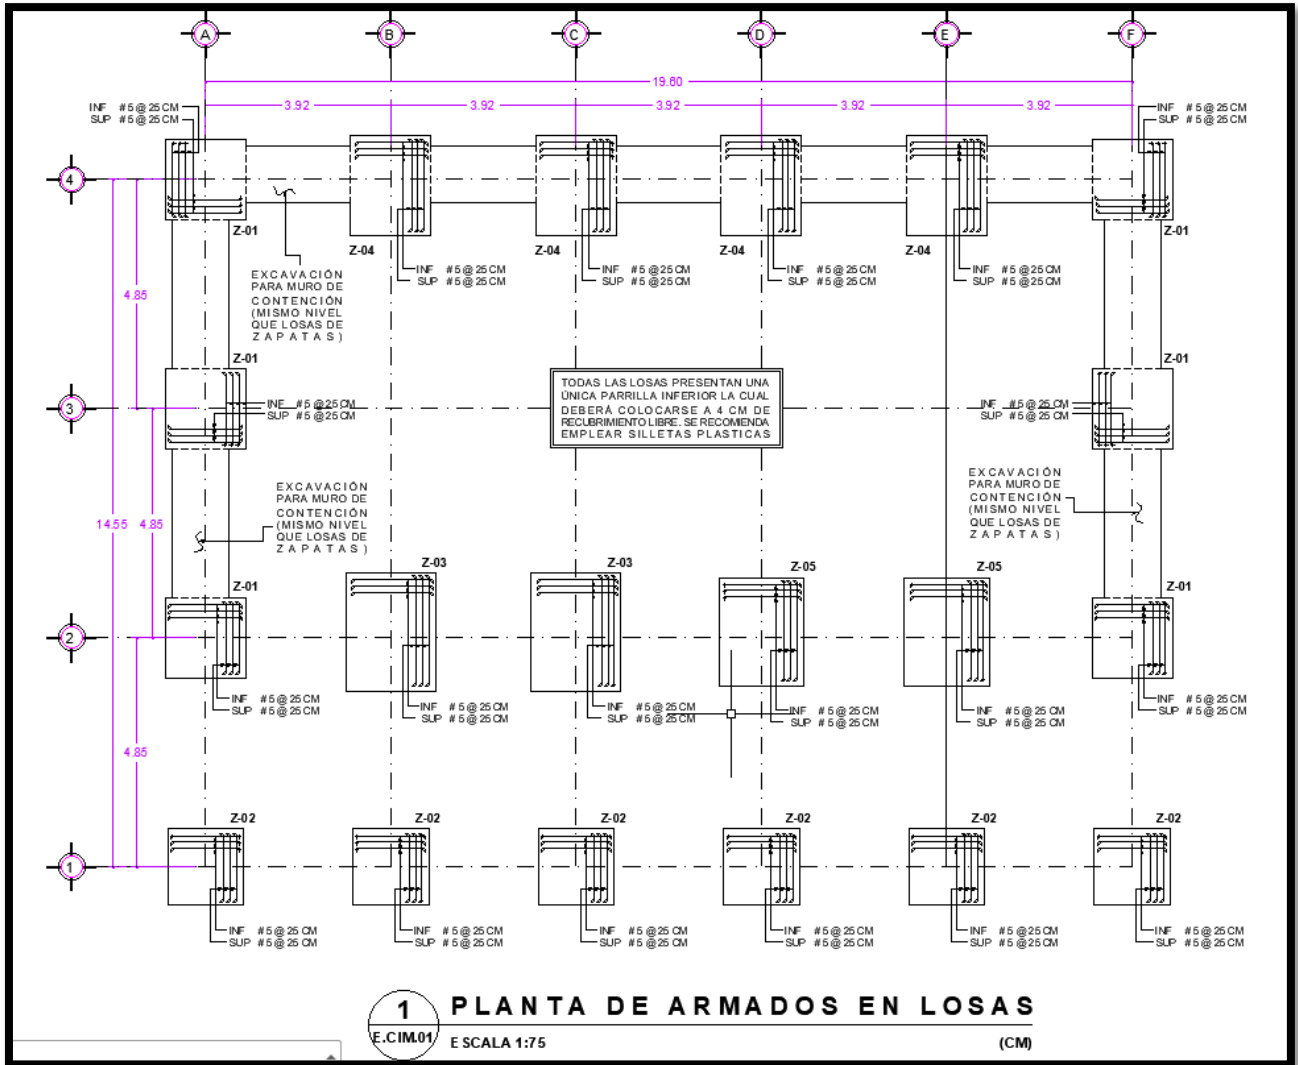 A B C D E F
19.60
3.92 3.92 3.92 3.92 3.92
INF #5@25CM
SUP #5@25CM
INF #5@25CM
SUP #5@25CM
4
Z-01
Z-04
Z-04
Z-04
Z-04
Z-01
INF #5@25CM
SUP #5@25CM
INF #5@25CM
SUP #5@25CM
INF #5@25CM
SUP #5@25CM
INF #5@25CM
SUP #5@25CM
EXCAVACIÓN
PARA MURO DE
CONTENCIÓN
(MISMO NIVEL
QUE LOSAS DE
ZAPATAS)
4.85
Z-01
Z-01
3
INF #5@25CM
SUP #5@25CM
TODAS LAS LOSAS PRESENTAN UNA
ÚNICA PARRILLA INFERIOR LA CUAL
DEBERÁ COLOCARSE A 4 CM DE
RECUBRIMIENTO LIBRE. SE RECOMIENDA
EMPLEAR SILLETAS PLASTICAS
INF #5@25CM
SUP #5@25CM
EXCAVACIÓN
PARA MURO DE
CONTENCIÓN
(MISMO NIVEL
QUE LOSAS DE
ZAPATAS)
EXCAVACIÓN
PARA MURO DE
CONTENCIÓN
(MISMO NIVEL
QUE LOSAS DE
ZAPATAS)
14.55
4.85
Z-01
Z-03
Z-03
Z-05
Z-05
Z-01
2
INF #5@25CM
SUP #5@25CM
INF #5@25CM
SUP #5@25CM
INF #5@25CM
SUP #5@25CM
INF #5@25CM
SUP #5@25CM
INF #5@25CM
SUP #5@25CM
INF #5@25CM
SUP #5@25CM
4.85
Z-02
Z-02
Z-02
Z-02
Z-02
Z-02
1
INF #5@25CM
SUP #5@25CM
INF #5@25CM
SUP #5@25CM
INF #5@25CM
SUP #5@25CM
INF #5@25CM
SUP #5@25CM
INF #5@25CM
SUP #5@25CM
INF #5@25CM
SUP #5@25CM
1
E.CIM.01
PLANTA DE ARMADOS EN LOSAS
ESCALA 1:75
(CM)